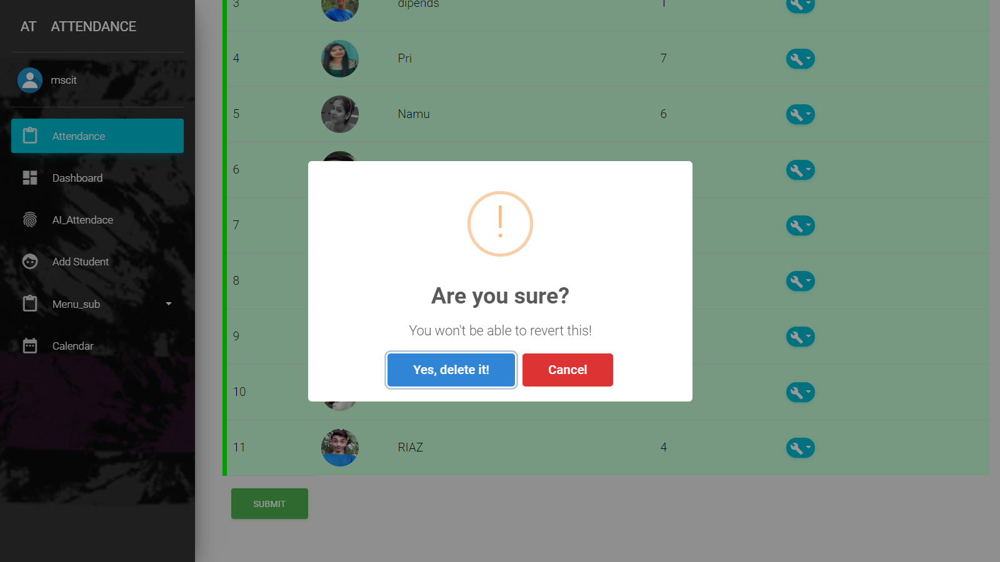 AT ATTENDANCE
mscit
Attendance
Dashboard
AI_Attendace
Add Student
Menu_sub
Calendar
3 dipends 1
4 Pri 7
5 Namu 6
6
7
8
9
10
11 RIAZ 4
SUBMIT
!
Are you sure?
You won't be able to revert this!
Yes, delete it! Cancel